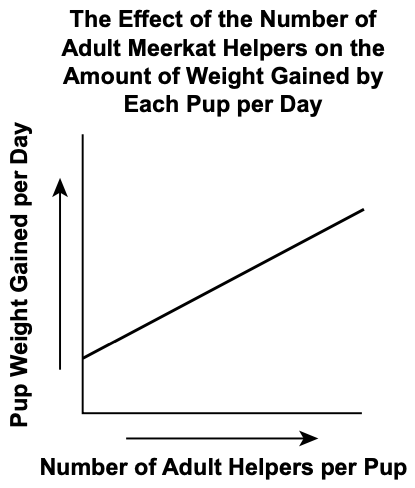 The Effect of the Number of
Adult Meerkat Helpers on the
Amount of Weight Gained by
Each Pup per Day
Pup Weight Gained per Day
Number of Adult Helpers per Pup